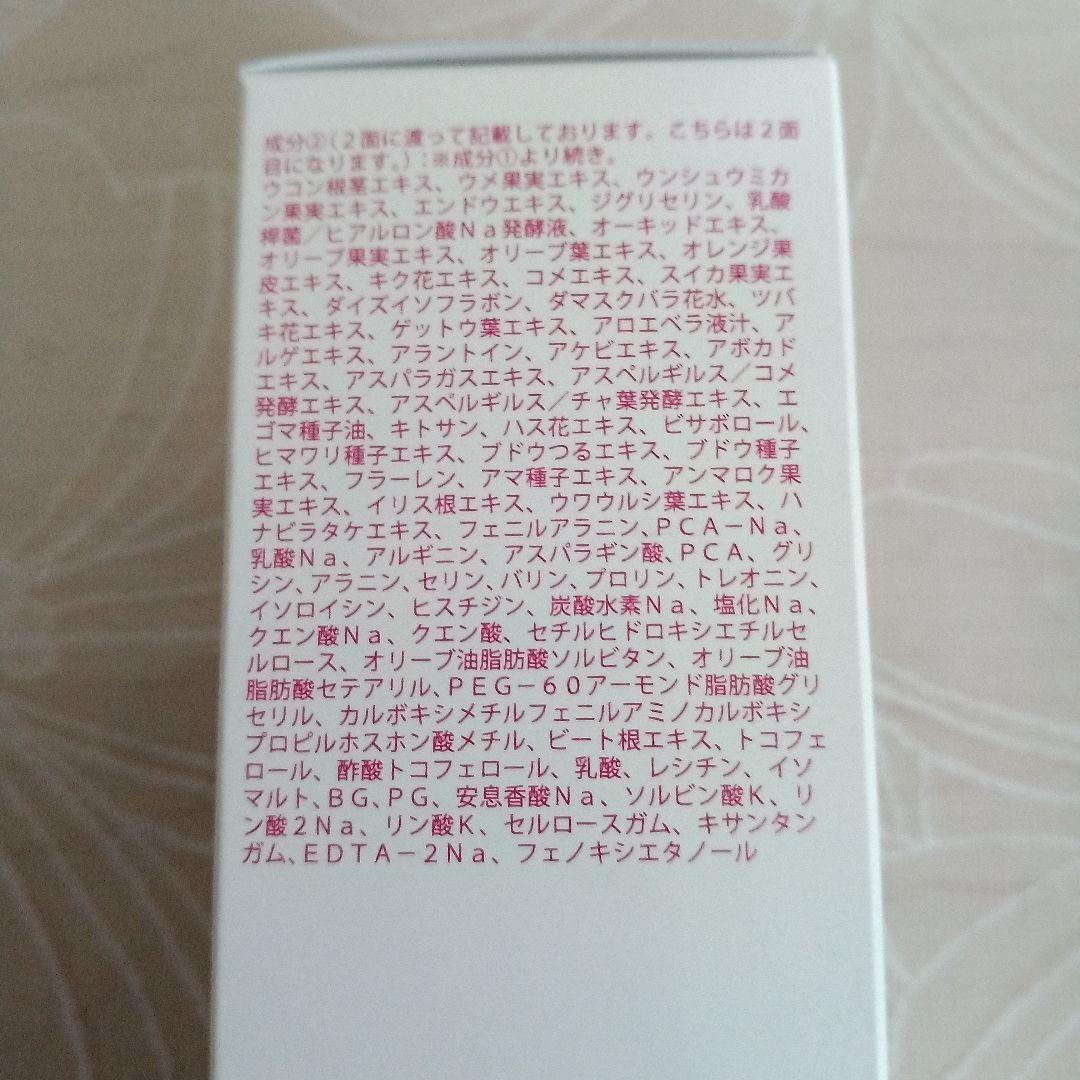 成分②(2面に渡って記載しております。こちらは2面
目になります。):※成分①より続き。
ウコン根茎エキス、ウメ果実エキス、ウンシュウミカ
ン果実エキス、エンドウエキス、ジグリセリン、乳酸
桿菌/ヒアルロン酸Na発酵液、オーキッドエキス、
オリーブ果実エキス、オリーブ葉エキス、オレンジ果
皮エキス、キク花エキス、コメエキス、スイカ果実エ
キス、ダイズイソフラボン、ダマスクバラ花水、ツバ
キ花エキス、ゲットウ葉エキス、アロエベラ液汁、ア
ルゲエキス、アラントイン、アケビエキス、アボカド
エキス、アスパラガスエキス、アスペルギルス/コメ
発酵エキス、アスペルギルス/チャ葉発酵エキス、エ
ゴマ種子油、キトサン、ハス花エキス、ビサボロール、
ヒマワリ種子エキス、ブドウつるエキス、ブドウ種子
エキス、フラーレン、アマ種子エキス、アンマロク果
実エキス、イリス根エキス、ウワウルシ葉エキス、ハ
ナビラタケエキス、フェニルアラニン、PCA-Na、
乳酸Na、アルギニン、アスパラギン酸、PCA、グリ
シン、アラニン、セリン、バリン、プロリン、トレオニン、
イソロイシン、ヒスチジン、炭酸水素Na、塩化Na、
クエン酸Na、クエン酸、セチルヒドロキシエチルセ
ルロース、オリーブ油脂肪酸ソルビタン、オリーブ油
脂肪酸セテアリル、PEG-60アーモンド脂肪酸グリ
セリル、カルボキシメチルフェニルアミノカルボキシ
プロピルホスホン酸メチル、ビート根エキス、トコフェ
ロール、酢酸トコフェロール、乳酸、レシチン、イソ
マルト、BG、PG、安息香酸Na、ソルビン酸K、リ
ン酸2Na、リン酸K、セルロースガム、キサンタン
ガム、EDTA-2Na、フェノキシエタノール